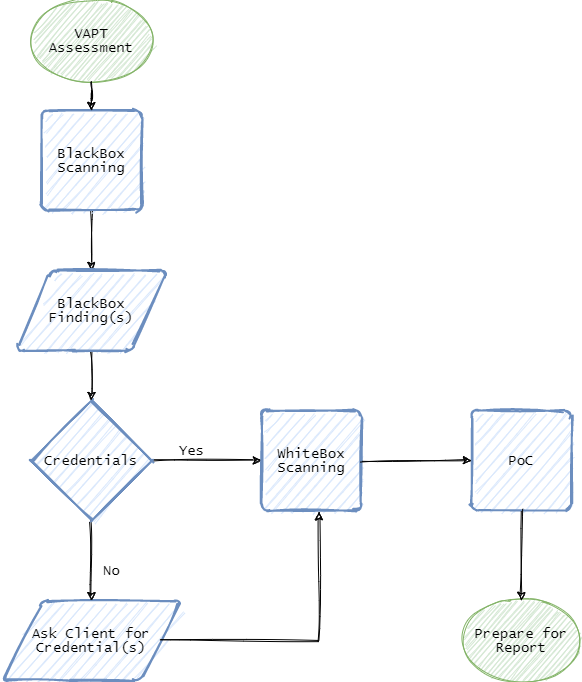 VAPT
Assessment
BlackBox
Scanning
BlackBox
Finding(s)
Credentials
Yes
WhiteBox
Scanning
PoC
No
Ask Client for
Credential(s)
Prepare for
Report